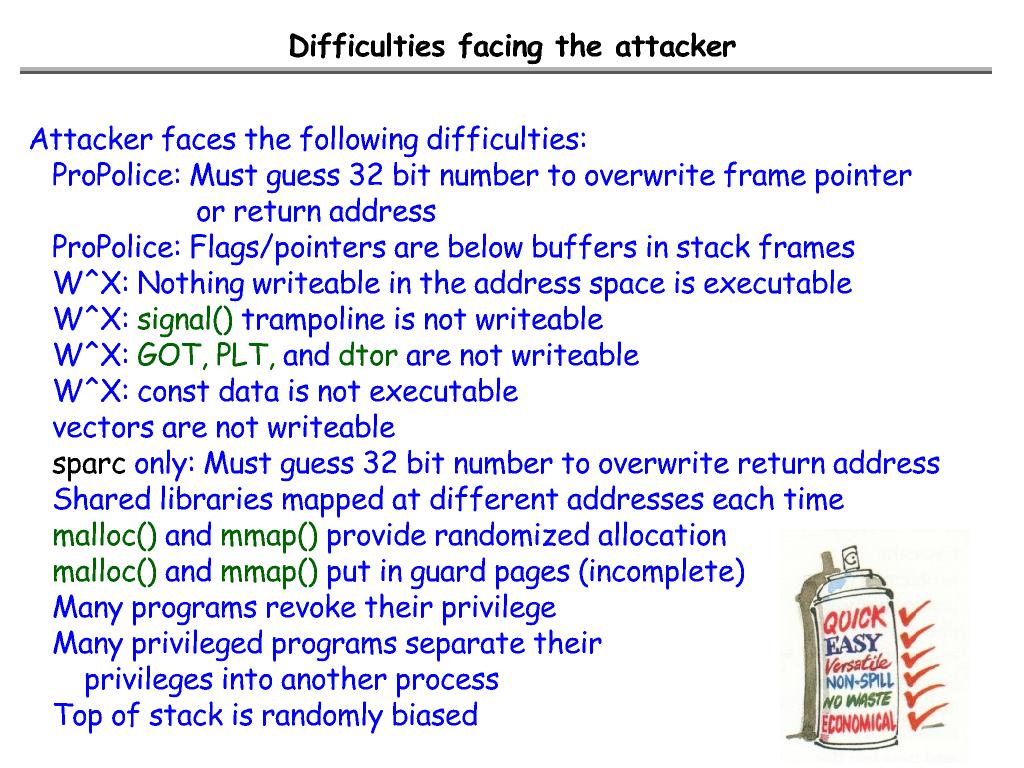 Difficulties facing the attacker
Attacker faces the following difficulties:
ProPolice: Must guess 32 bit number to overwrite frame pointer
or return address
ProPolice: Flags/pointers are below buffers in stack frames
W^X: Nothing writeable in the address space is executable
W^X: signal() trampoline is not writeable
W^X: GOT, PLT, and dtor are not writeable
W^X: const data is not executable
vectors are not writeable
sparc only: Must guess 32 bit number to overwrite return address
Shared libraries mapped at different addresses each time
malloc() and mmap() provide randomized allocation
malloc() and mmap() put in guard pages (incomplete)
Many programs revoke their privilege
Many privileged programs separate their
privileges into another process
Top of stack is randomly biased
QUICK
EASY
Versatile
NON-SPILL
NO WASTE
ECONOMICAL